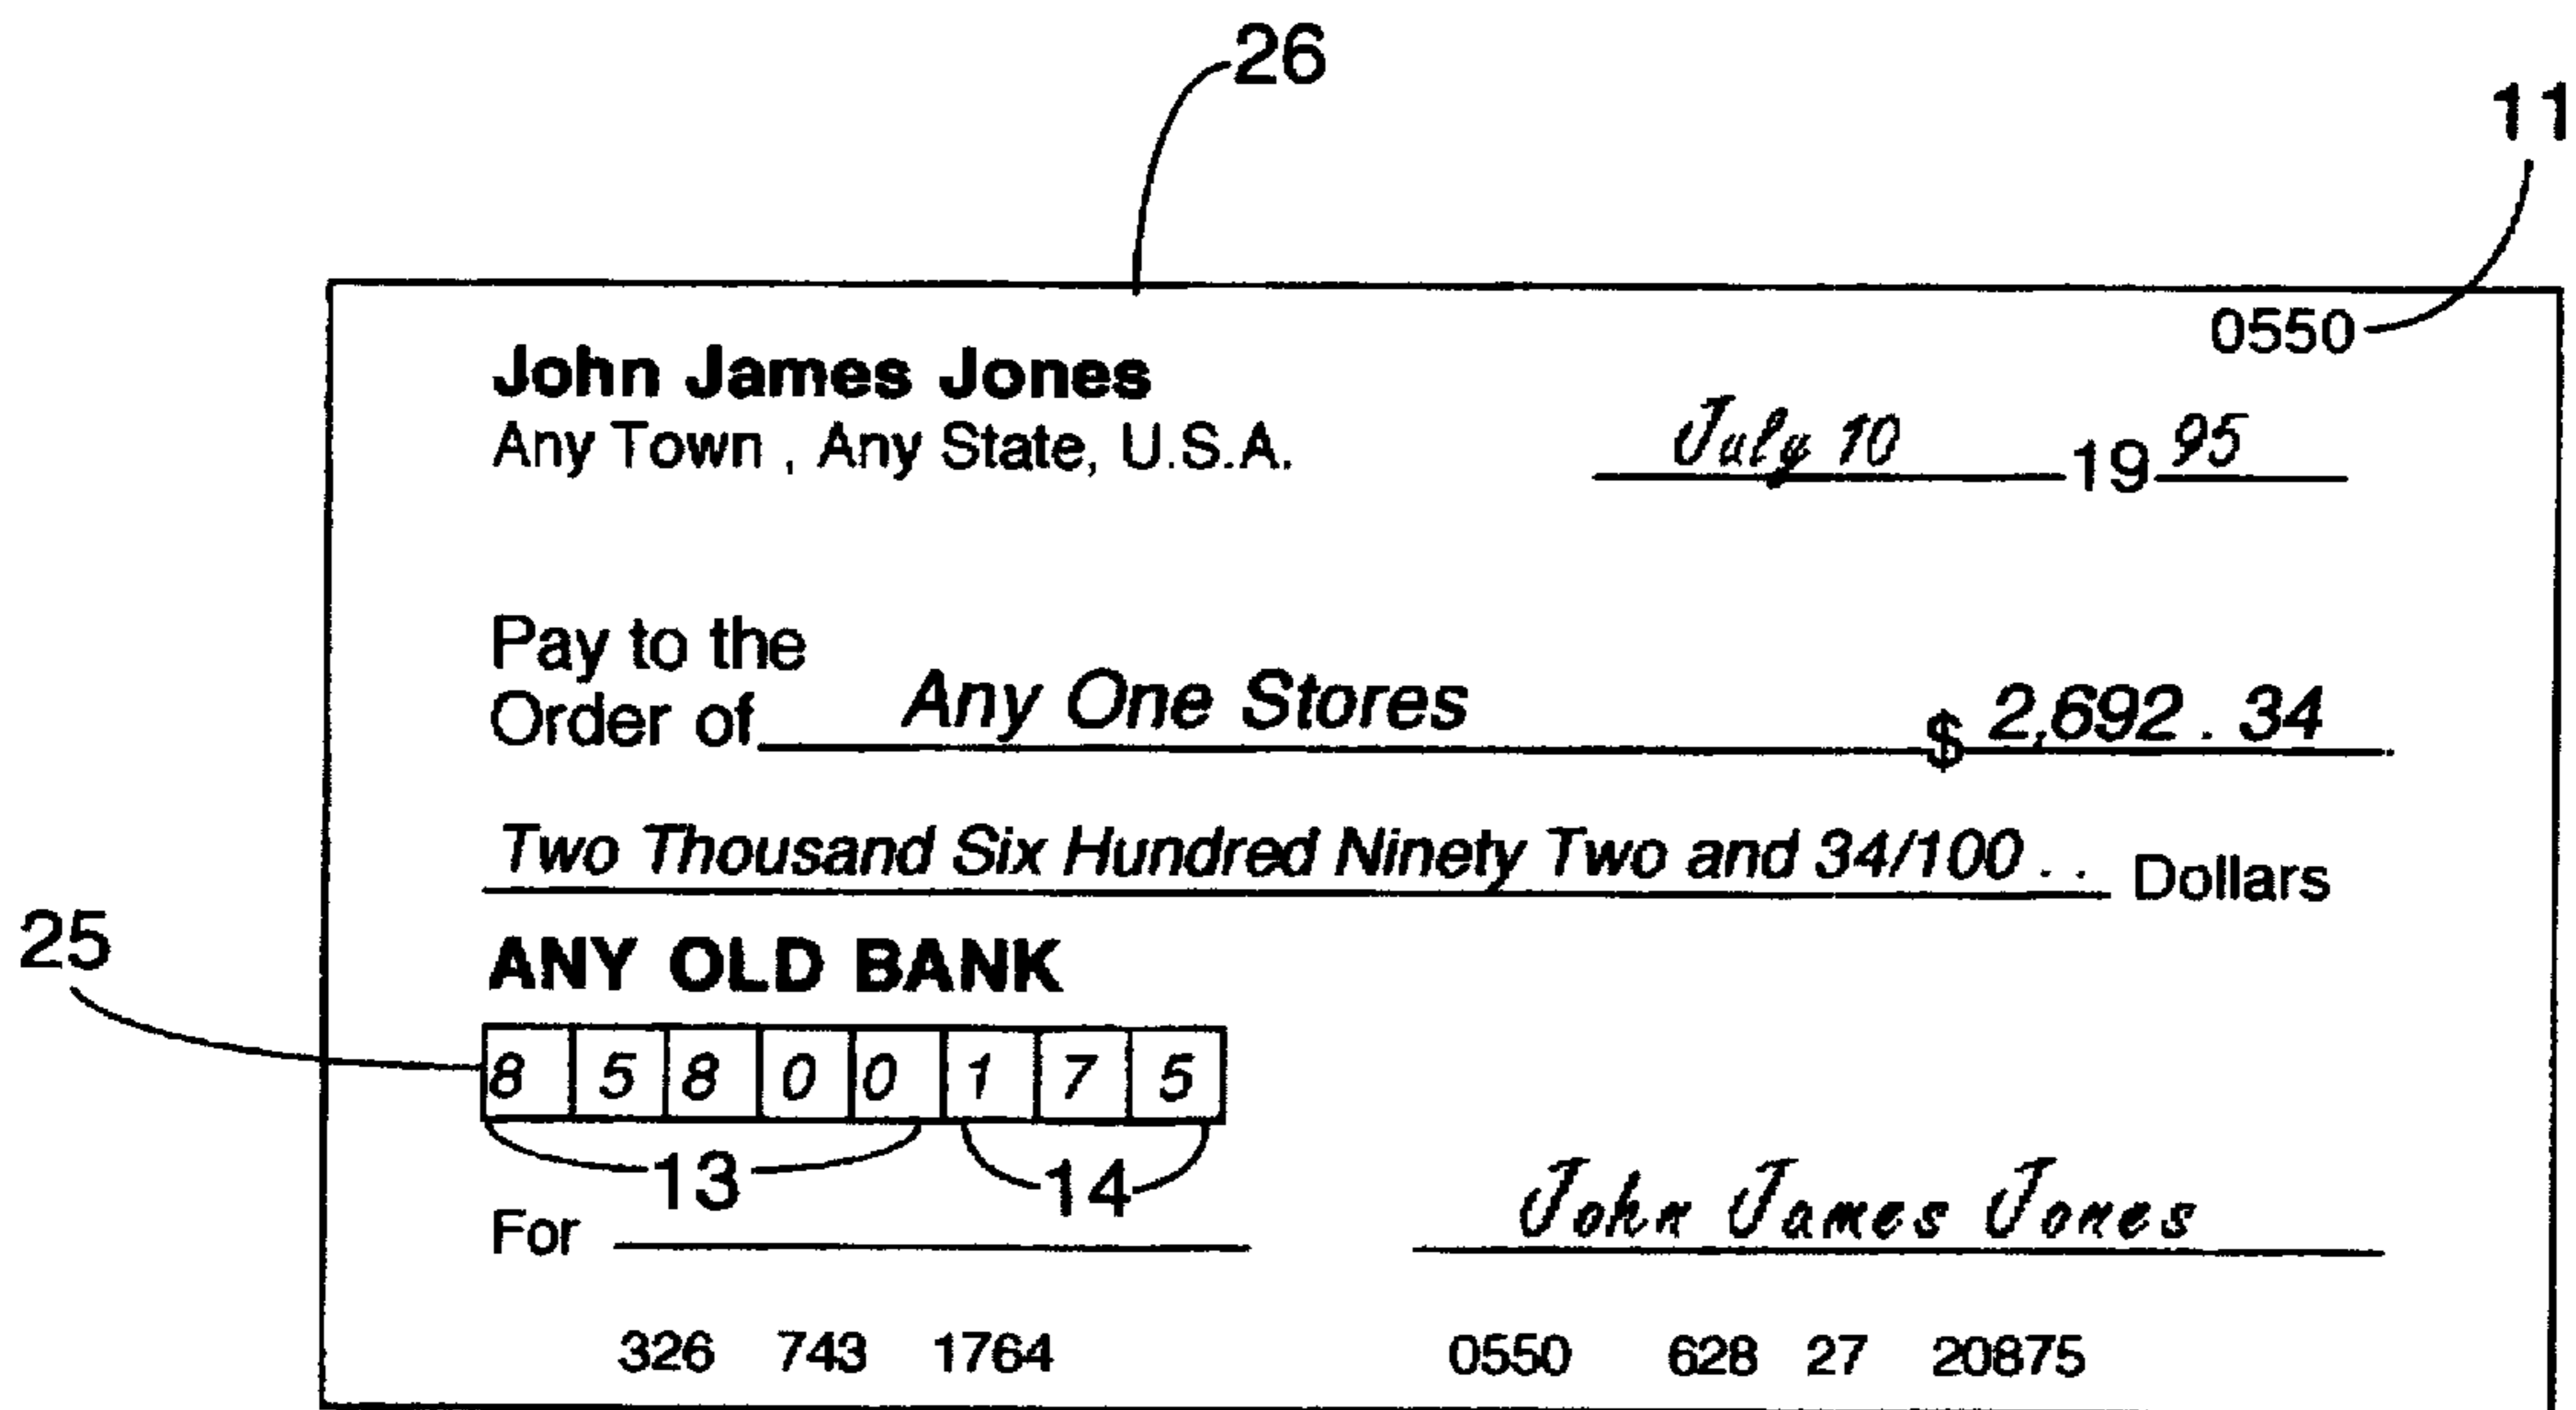 26
11
0550
John James Jones
Any Town , Any State, U.S.A.
July 10 19 95
Pay to the
Order of Any One Stores $ 2,692 . 34
Two Thousand Six Hundred Ninety Two and 34/100 . . Dollars
25
ANY OLD BANK
8 5 8 0 0 1 7 5
13 14
For John James Jones
326 743 1764 0550 628 27 20875